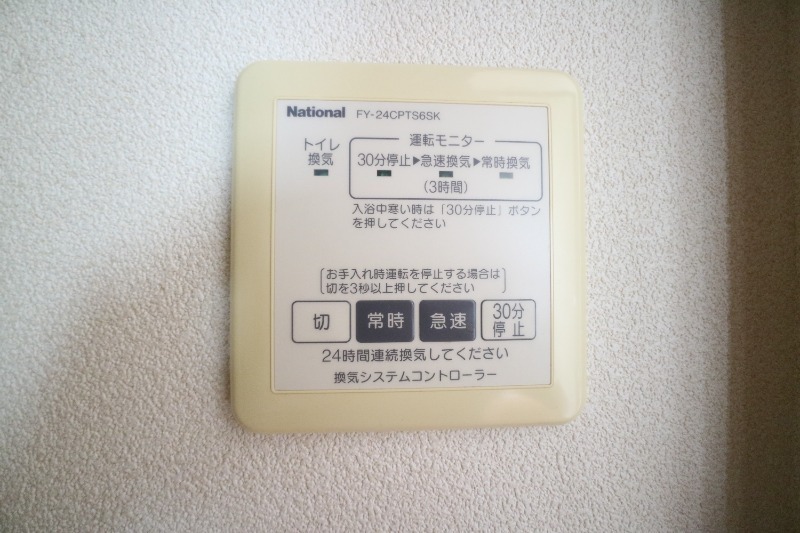 National FY-24CPTS6SK
トイレ
換気
運転モニター
30分停止▶急速換気▶常時換気
(3時間)
入浴中寒い時は「30分停止」ボタン
を押してください
お手入れ時運転を停止する場合は
切を3秒以上押してください
切 常時 急速 30分
停止
24時間連続換気してください
換気システムコントローラー